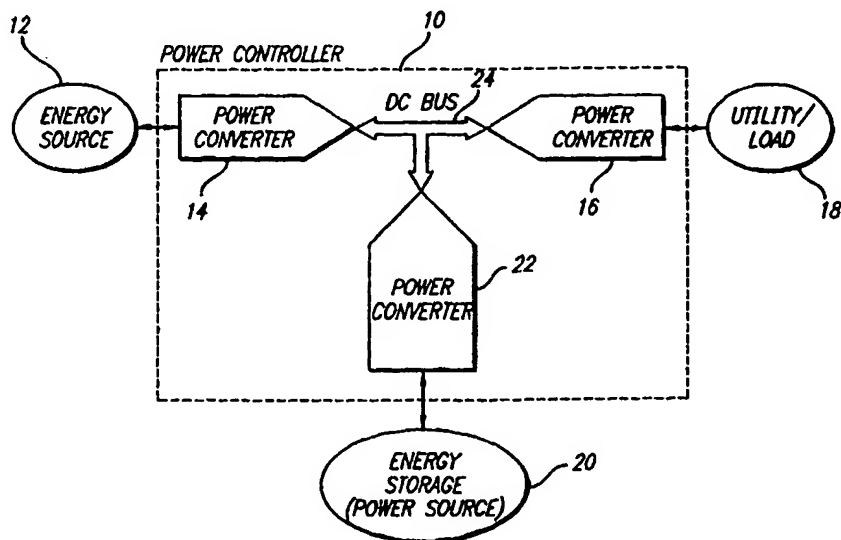 10
12
POWER CONTROLLER
24
DC BUS
ENERGY
SOURCE
POWER
CONVERTER
POWER
CONVERTER
UTILITY/
LOAD
14
16
18
22
POWER
CONVERTER
ENERGY
STORAGE
(POWER SOURCE)
20